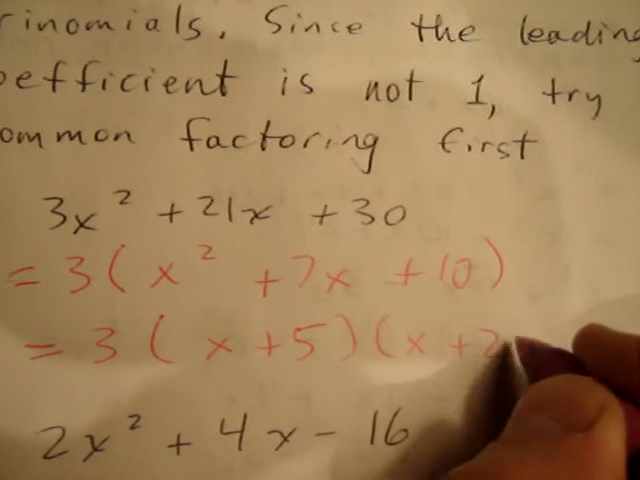 rinomials. Since the leading
oefficient is not 1, try
ommon factoring first
3x² + 21x + 30
= 3(x² + 7x + 10)
= 3(x + 5)(x + 2
2x² + 4x - 16